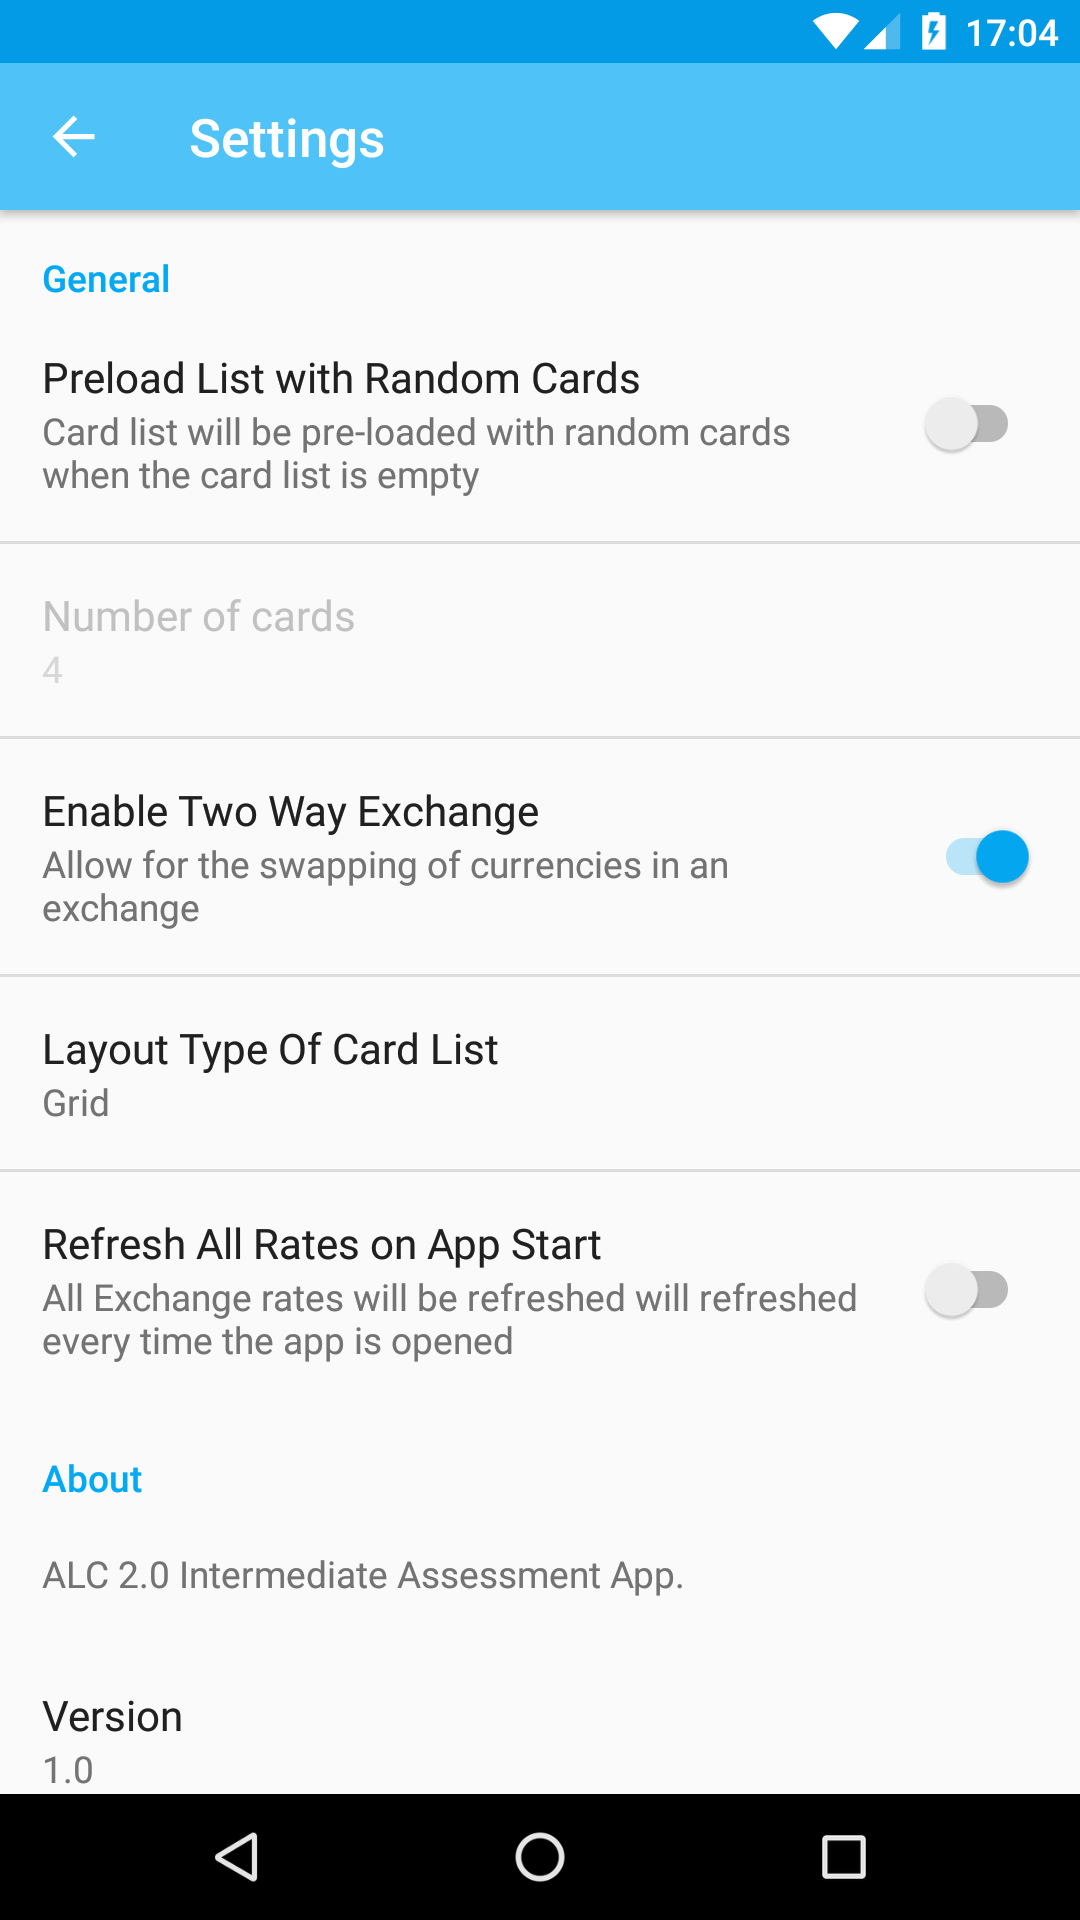 17:04
Settings
General
Preload List with Random Cards
Card list will be pre-loaded with random cards
when the card list is empty
Number of cards
4
Enable Two Way Exchange
Allow for the swapping of currencies in an
exchange
Layout Type Of Card List
Grid
Refresh All Rates on App Start
All Exchange rates will be refreshed will refreshed
every time the app is opened
About
ALC 2.0 Intermediate Assessment App.
Version
1.0